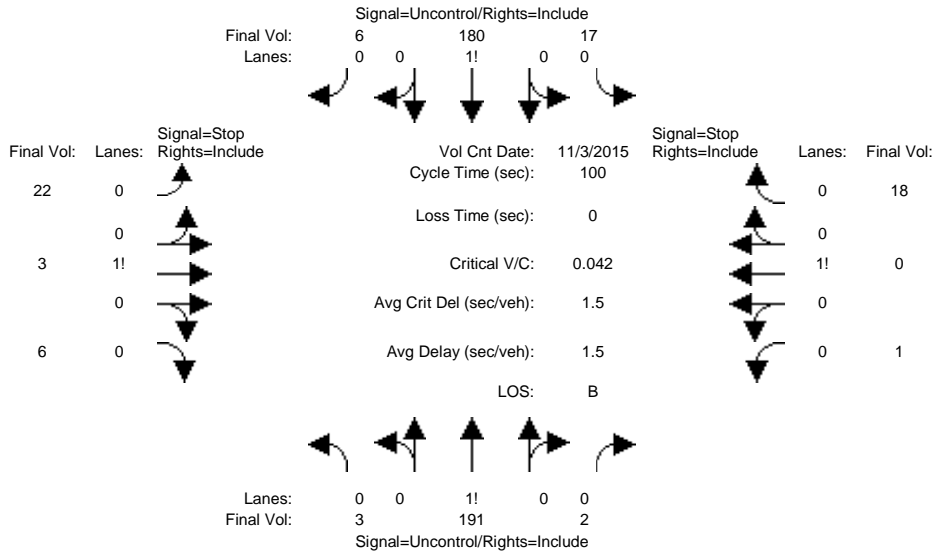 Signal=Uncontrol/Rights=Include
Final Vol: 6 180 17
Lanes: 0 0 1! 0 0
Signal=Stop Signal=Stop
Final Vol: Lanes: Rights=Include Vol Cnt Date: 11/3/2015 Rights=Include Lanes: Final Vol:
Cycle Time (sec): 100
22 0 0 18
Loss Time (sec): 0
0 0
3 1! Critical V/C: 0.042 1! 0
0 Avg Crit Del (sec/veh): 1.5 0
6 0 Avg Delay (sec/veh): 1.5 0 1
LOS: B
Lanes: 0 0 1! 0 0
Final Vol: 3 191 2
Signal=Uncontrol/Rights=Include